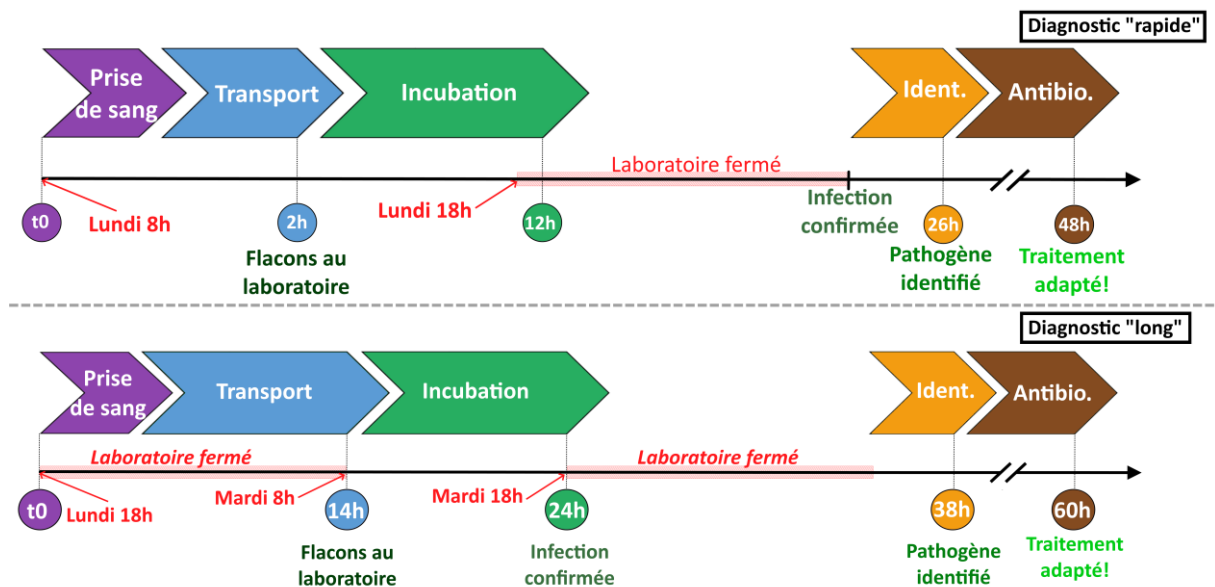 Diagnostic "rapide"
Prise
de sang
Transport
Incubation
Ident.
Antibio.
Laboratoire fermé
t0
Lundi 8h
2h
Lundi 18h
12h
Infection
confirmée
26h
48h
Flacons au
laboratoire
Pathogène
identifié
Traitement
adapté!
Diagnostic "long"
Prise
de sang
Transport
Incubation
Ident.
Antibio.
Laboratoire fermé
Laboratoire fermé
t0
Lundi 18h
Mardi 8h
14h
Mardi 18h
24h
38h
60h
Flacons au
laboratoire
Infection
confirmée
Pathogène
identifié
Traitement
adapté!